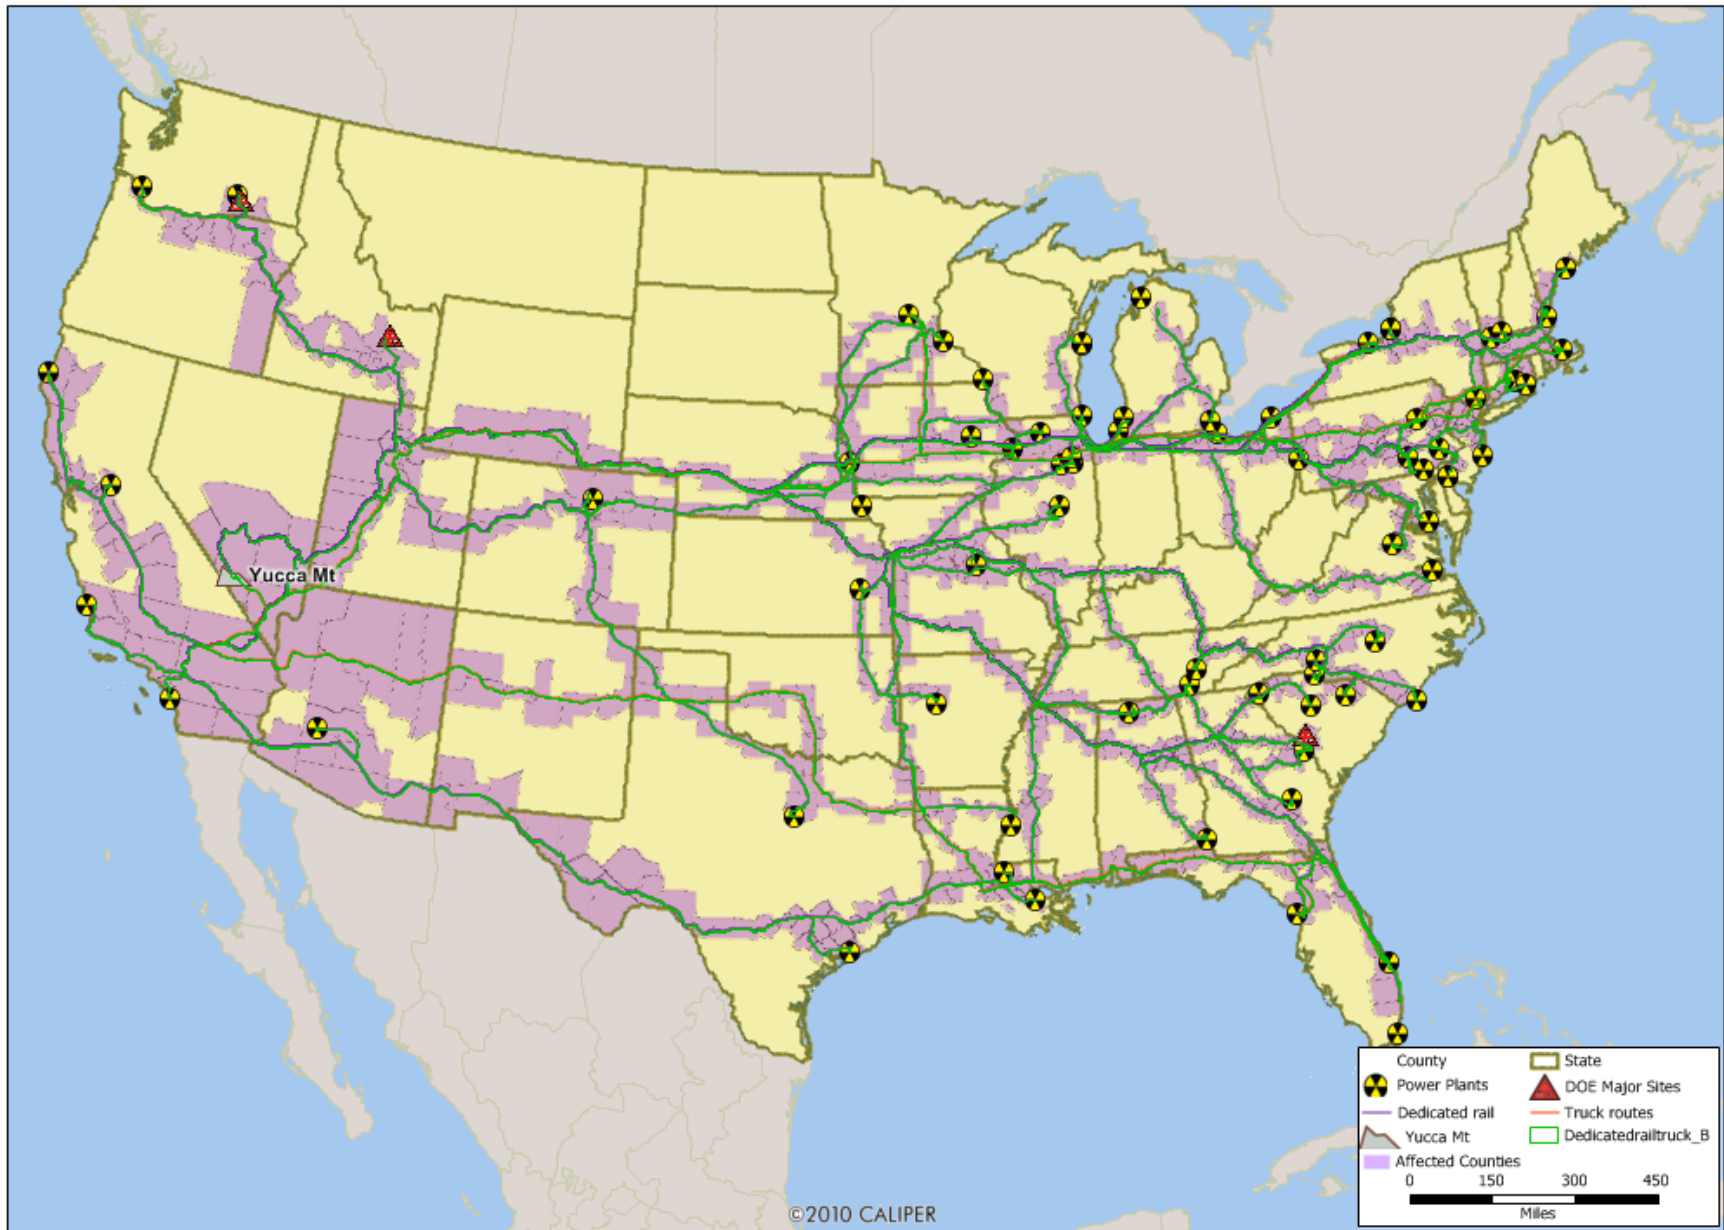 Yucca Mt
County
State
Power Plants
DOE Major Sites
Dedicated rail
Truck routes
Yucca Mt
Dedicatedrailtruck_B
Affected Counties
0 150 300 450
Miles
©2010 CALIPER